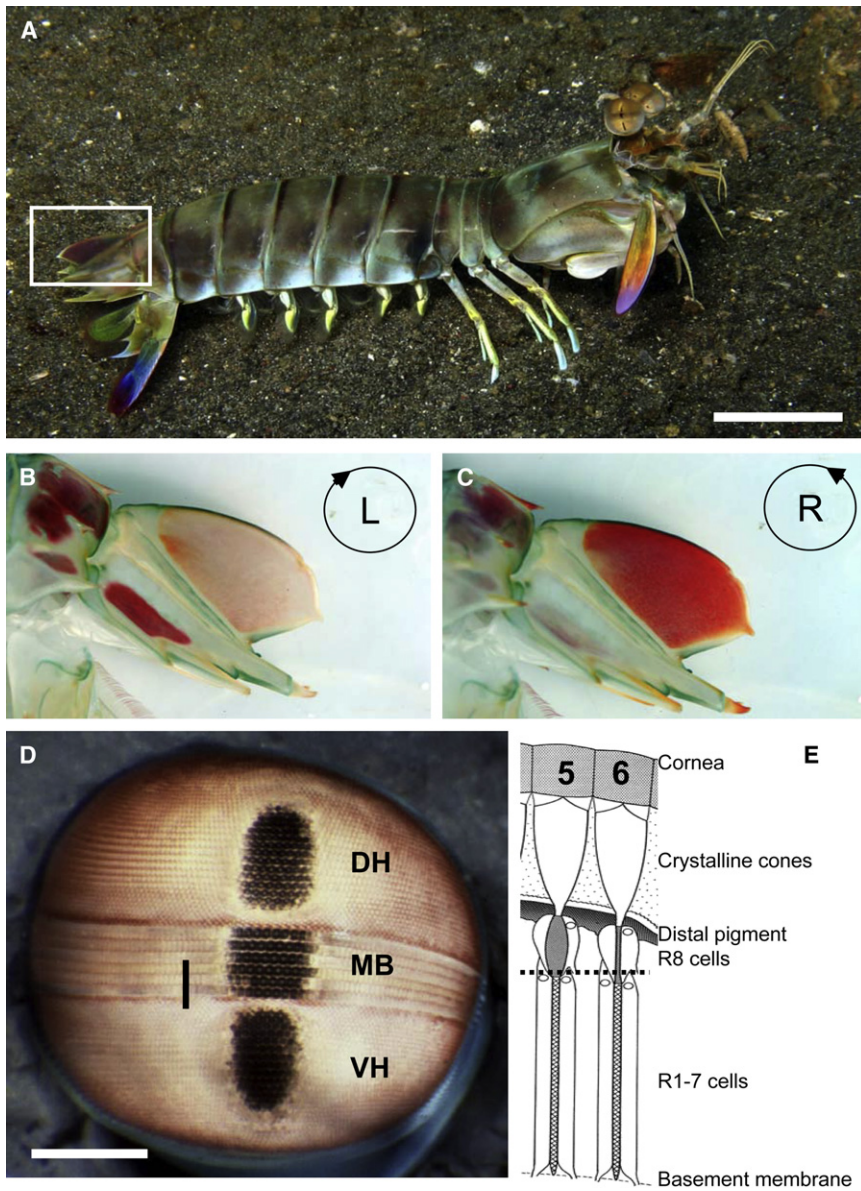 A
B
L
C
R
D
DH
MB
VH
E
5 6
Cornea
Crystalline cones
Distal pigment
R8 cells
R1-7 cells
Basement membrane